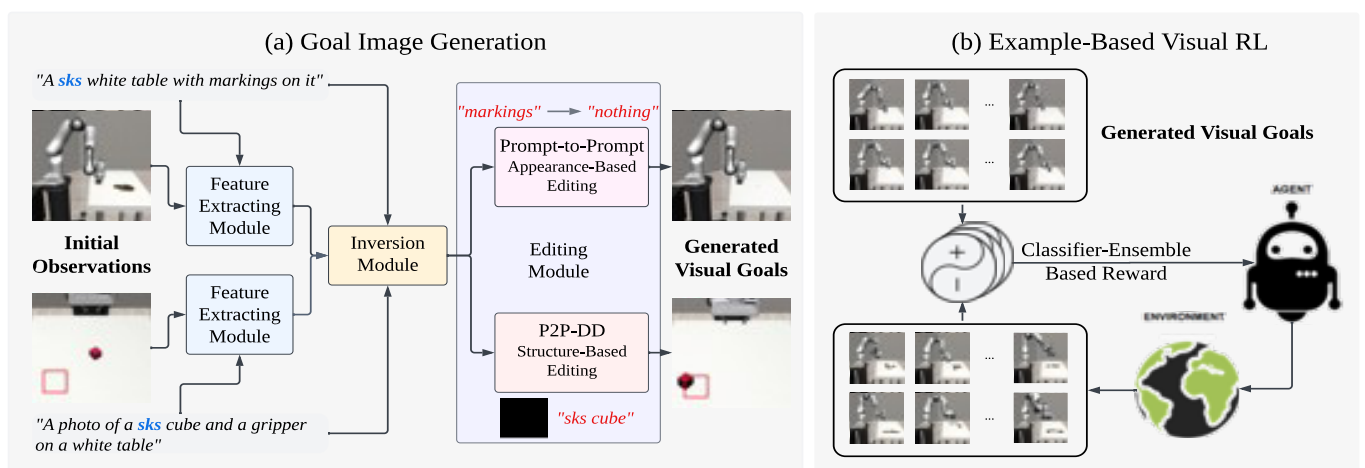 (a) Goal Image Generation
"A sks white table with markings on it"
Initial
Observations
Feature
Extracting
Module
Feature
Extracting
Module
"A photo of a sks cube and a gripper
on a white table"
Inversion
Module
"markings" "nothing"
Prompt-to-Prompt
Appearance-Based
Editing
Editing
Module
P2P-DD
Structure-Based
Editing
"sks cube"
Generated
Visual Goals
(b) Example-Based Visual RL
...
...
Generated Visual Goals
AGENT
Classifier-Ensemble
Based Reward
ENVIRONMENT
...
...